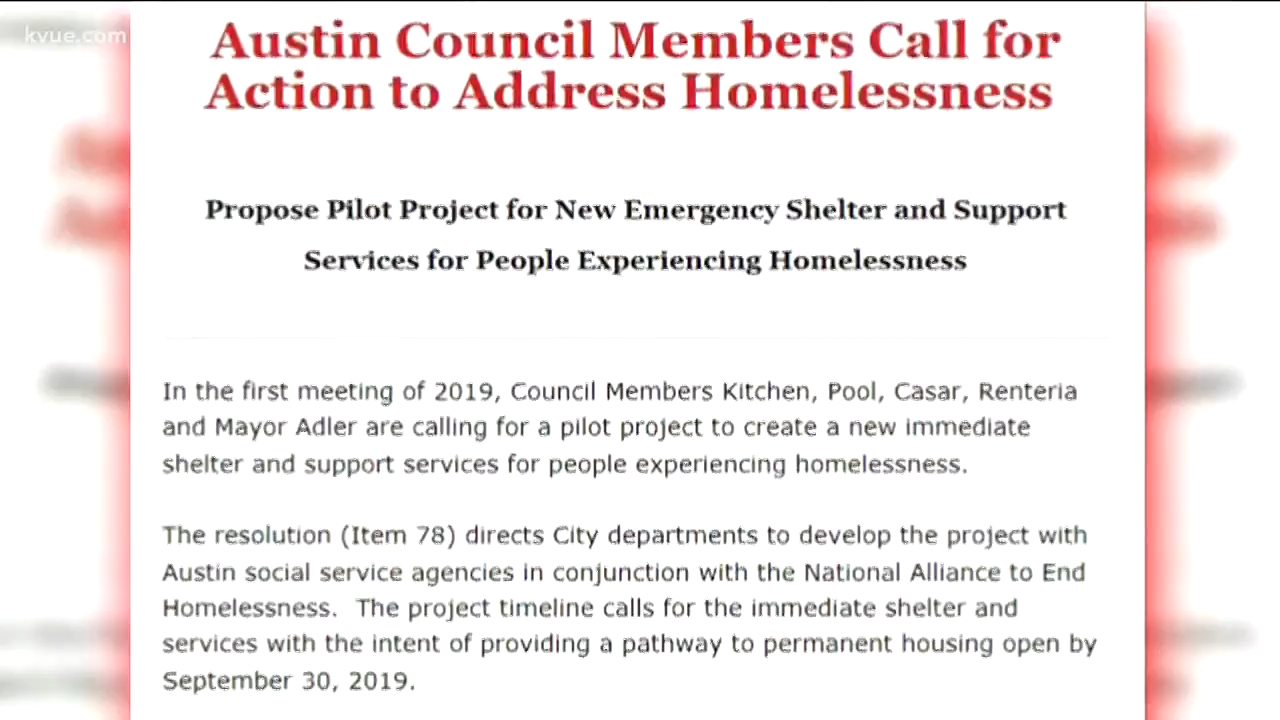 kvue.com
Austin Council Members Call for
Action to Address Homelessness
Propose Pilot Project for New Emergency Shelter and Support
Services for People Experiencing Homelessness
In the first meeting of 2019, Council Members Kitchen, Pool, Casar, Renteria
and Mayor Adler are calling for a pilot project to create a new immediate
shelter and support services for people experiencing homelessness.
The resolution (Item 78) directs City departments to develop the project with
Austin social service agencies in conjunction with the National Alliance to End
Homelessness.  The project timeline calls for the immediate shelter and
services with the intent of providing a pathway to permanent housing open by
September 30, 2019.